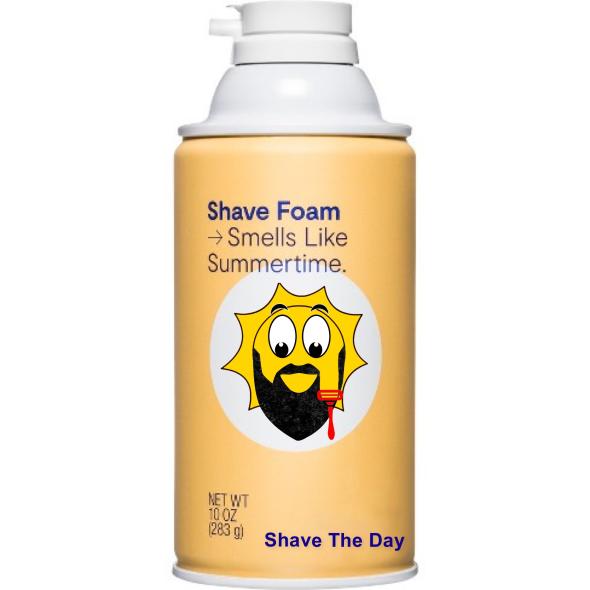 Shave Foam
→ Smells Like
Summertime.
NET WT
10 OZ
(283 g)
Shave The Day